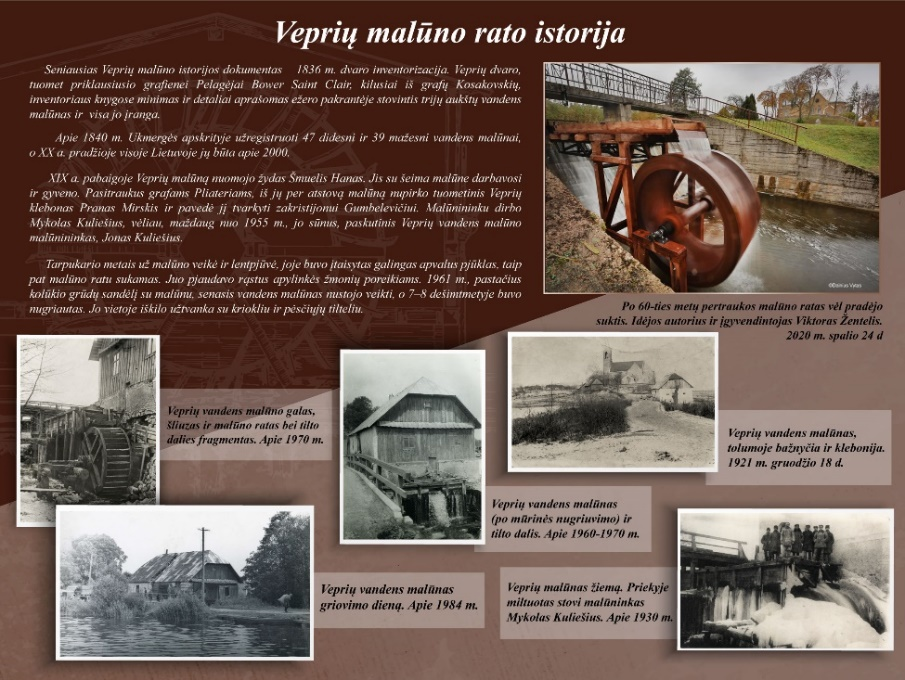 Veprių malūno rato istorija
Seniausias Veprių malūno istorijos dokumentas 1836 m. dvaro inventorizacija. Veprių dvaro,
tuomet priklausiusio grafienei Pelagėjai Bower Saint Clair, kilusiai iš grafų Kosakovskių,
inventoriaus knygose minimas ir detaliai aprašomas ežero pakrantėje stovintis trijų aukštų vandens
malūnas ir visa jo įranga.
Apie 1840 m. Ukmergės apskrityje užregistruoti 47 didesni ir 39 mažesni vandens malūnai,
o XX a. pradžioje visoje Lietuvoje jų būta apie 2000.
XIX a. pabaigoje Veprių malūną nuomojo žydas Šmuelis Hanas. Jis su šeima malūne darbavosi
ir gyveno. Pasitraukus grafams Pliateriams, iš jų per atstovą malūną nupirko tuometinis Veprių
klebonas Pranas Mirskis ir pavedė jį tvarkyti zakristijonui Gumbelevičiui. Malūnininku dirbo
Mykolas Kuliešius, vėliau, maždaug nuo 1955 m., jo sūnus, paskutinis Veprių vandens malūno
malūnininkas, Jonas Kuliešius.
Tarpukario metais už malūno veikė ir lentpjūvė, joje buvo įtaisytas galingas apvalus pjūklas, taip
pat malūno ratu sukamas. Juo pjaudavo rąstus apylinkės žmonių poreikiams. 1961 m., pastačius
kolūkio grūdų sandėlį su malūnu, senasis vandens malūnas nustojo veikti, o 7–8 dešimtmetyje buvo
nugriautas. Jo vietoje iškilo užtvanka su kriokliu ir pėsčiųjų tilteliu.
©Dainius Vytas
Po 60-ties metų pertraukos malūno ratas vėl pradėjo
suktis. Idėjos autorius ir įgyvendintojas Viktoras Žentelis.
2020 m. spalio 24 d
Veprių vandens malūno galas,
šliuzas ir malūno ratas bei tilto
dalies fragmentas. Apie 1970 m.
Veprių vandens malūnas,
tolumoje bažnyčia ir klebonija.
1921 m. gruodžio 18 d.
Veprių vandens malūnas
(po mūrinės nugriuvimo) ir
tilto dalis. Apie 1960-1970 m.
Veprių vandens malūnas
griovimo dieną. Apie 1984 m.
Veprių malūnas žiemą. Priekyje
miltuotas stovi malūninkas
Mykolas Kuliešius. Apie 1930 m.